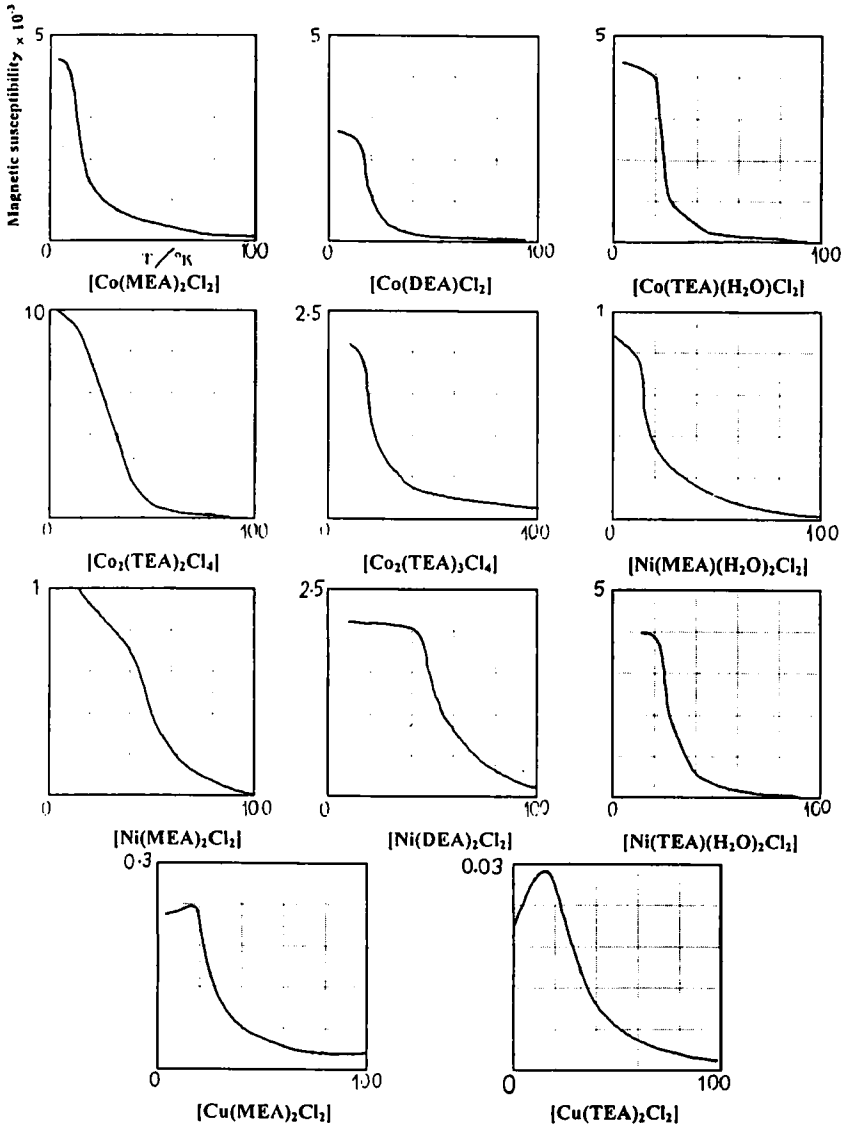 Magnetic susceptibility × 10⁻³
5
0
100
T / °K
[Co(MEA)₂Cl₂]
5
0
100
[Co(DEA)Cl₂]
5
0
100
[Co(TEA)(H₂O)Cl₂]
10
0
100
[Co₂(TEA)₂Cl₄]
2·5
0
100
[Co₂(TEA)₃Cl₄]
1
0
100
[Ni(MEA)(H₂O)₂Cl₂]
1
0
100
[Ni(MEA)₂Cl₂]
2·5
0
100
[Ni(DEA)₂Cl₂]
5
0
100
[Ni(TEA)(H₂O)₂Cl₂]
0.3
0
100
[Cu(MEA)₂Cl₂]
0.03
0
100
[Cu(TEA)₂Cl₂]